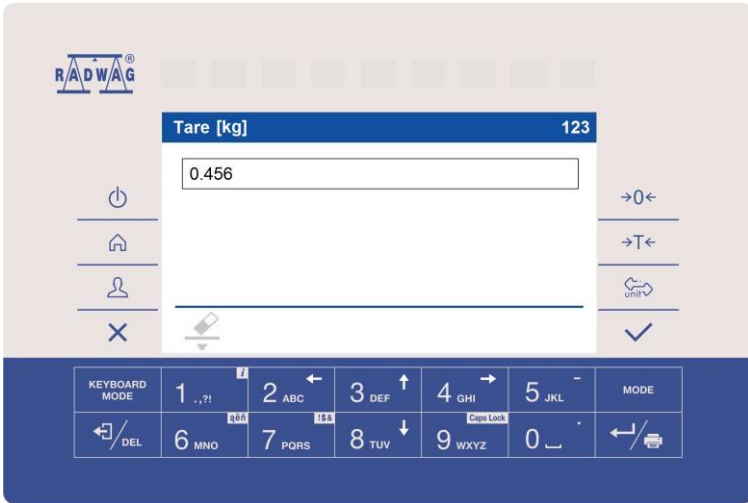 RADWAG®
Tare [kg] 123
0.456
→0←
→T←
unit
KEYBOARD MODE
1 .,?! i
2 ABC ←
3 DEF ↑
4 GHI →
5 JKL -
MODE
/DEL
6 MNO ąëñ
7 PQRS !$&
8 TUV ↓
9 WXYZ Caps Lock
0 .